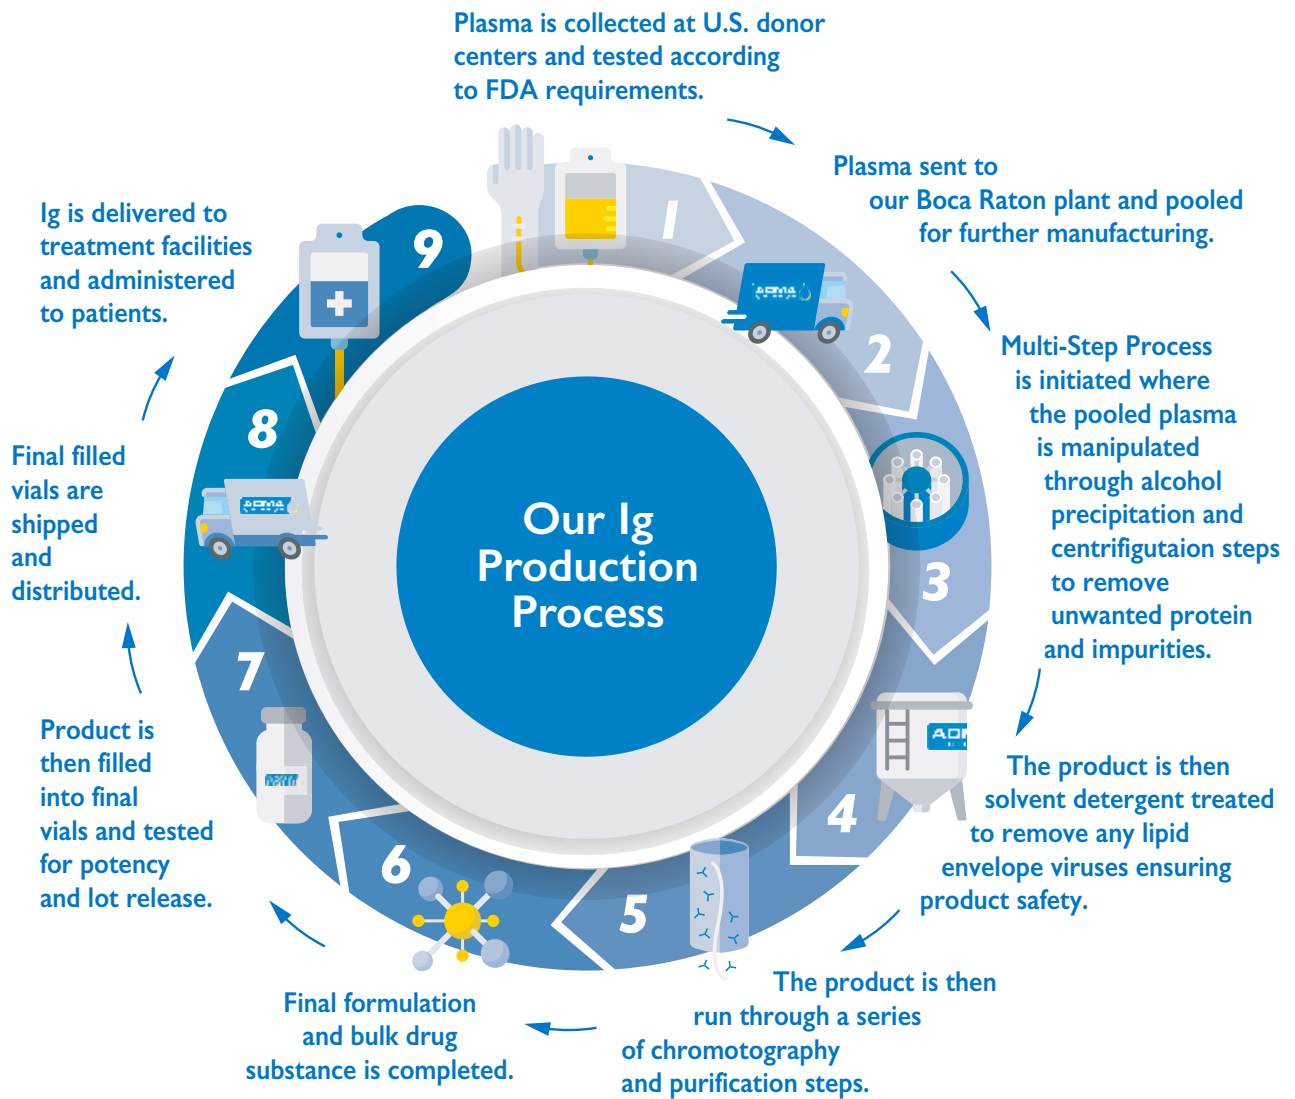 Plasma is collected at U.S. donor
centers and tested according
to FDA requirements.
Plasma sent to
our Boca Raton plant and pooled
for further manufacturing.
Multi-Step Process
is initiated where
the pooled plasma
is manipulated
through alcohol
precipitation and
centrifigutaion steps
to remove
unwanted protein
and impurities.
The product is then
solvent detergent treated
to remove any lipid
envelope viruses ensuring
product safety.
The product is then
run through a series
of chromotography
and purification steps.
Final formulation
and bulk drug
substance is completed.
Product is
then filled
into final
vials and tested
for potency
and lot release.
Final filled
vials are
shipped
and
distributed.
Ig is delivered to
treatment facilities
and administered
to patients.
1
2
ADMA
3
4
5
6
7
8
ADMA
9
Our Ig
Production
Process